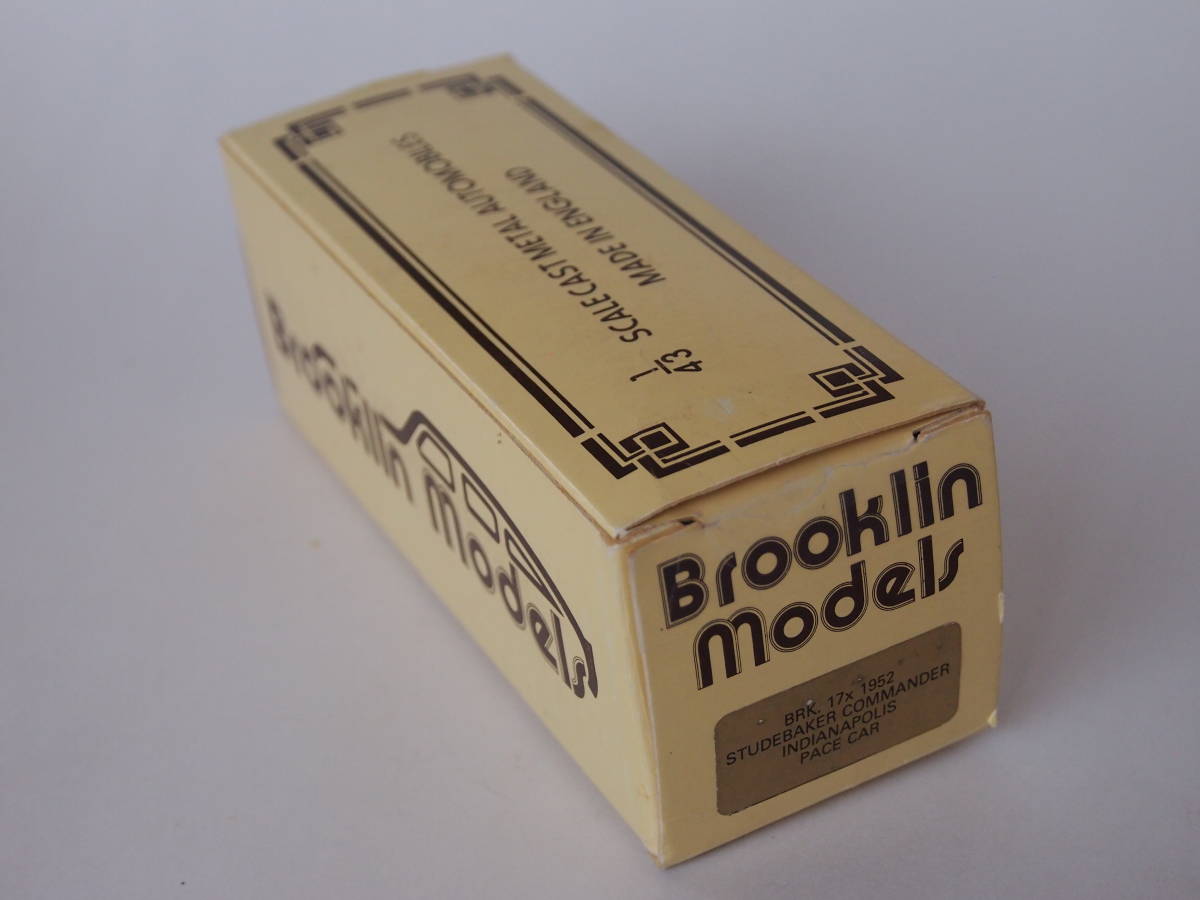 1/43 SCALE CAST METAL AUTOMOBILES
MADE IN ENGLAND
Brooklin Models
Brooklin
Models
BRK. 17x 1952
STUDEBAKER COMMANDER
INDIANAPOLIS
PACE CAR